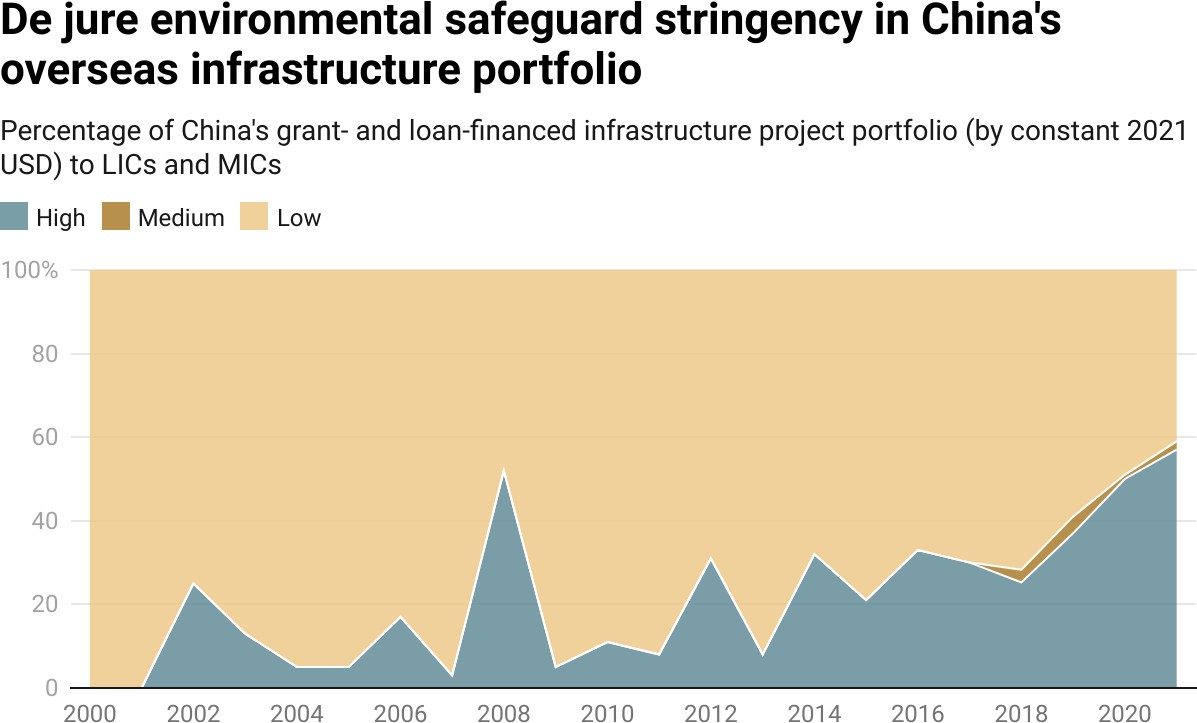 De jure environmental safeguard stringency in China's
overseas infrastructure portfolio
Percentage of China's grant- and loan-financed infrastructure project portfolio (by constant 2021
USD) to LICs and MICs
High Medium Low
100%
80
60
40
20
0
2000 2002 2004 2006 2008 2010 2012 2014 2016 2018 2020